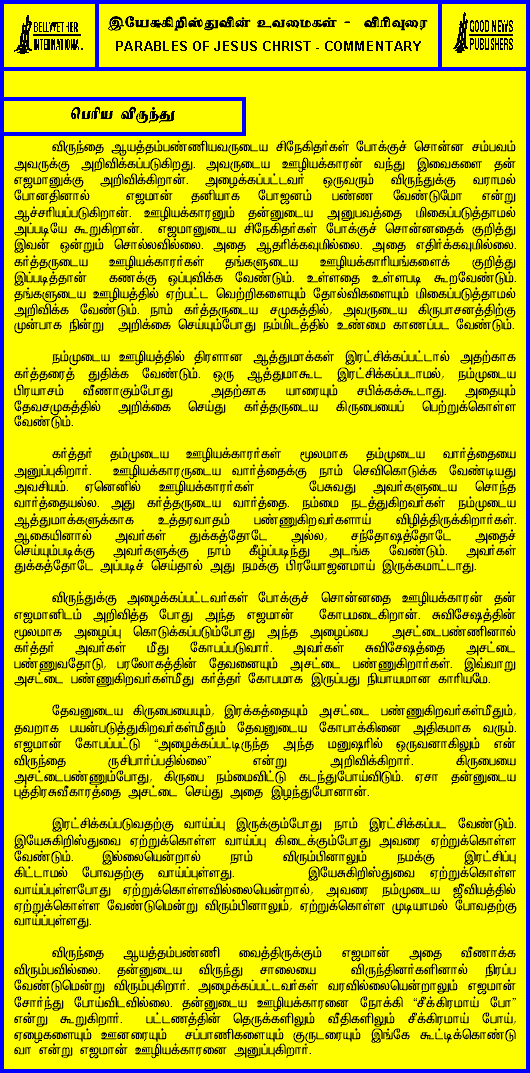 BELLWETHER
INTERNATIONAL
இயேசுகிறிஸ்துவின் உவமைகள் - விரிவுரை
PARABLES OF JESUS CHRIST - COMMENTARY
GOOD NEWS
PUBLISHERS
பெரிய விருந்து
விருந்தை ஆயத்தம்பண்ணியவருடைய சிநேகிதர்கள் போக்குச் சொன்ன சம்பவம்
அவருக்கு அறிவிக்கப்படுகிறது. அவருடைய ஊழியக்காரன் வந்து இவைகளை தன்
எஜமானுக்கு அறிவிக்கிறான். அழைக்கப்பட்டவர் ஒருவரும் விருந்துக்கு வராமல்
போனதினால் எஜமான் தனியாக போஜனம் பண்ண வேண்டுமோ என்று
ஆச்சரியப்படுகிறான். ஊழியக்காரனும் தன்னுடைய அனுபவத்தை மிகைப்படுத்தாமல்
அப்படியே கூறுகிறான். எஜமானுடைய சிநேகிதர்கள் போக்குச் சொன்னதைக் குறித்து
இவன் ஒன்றும் சொல்லவில்லை. அதை ஆதரிக்கவுமில்லை. அதை எதிர்க்கவுமில்லை.
கர்த்தருடைய ஊழியக்காரர்கள் தங்களுடைய ஊழியக்காரியங்களைக் குறித்து
இப்படித்தான் கணக்கு ஒப்புவிக்க வேண்டும். உள்ளதை உள்ளபடி கூறவேண்டும்.
தங்களுடைய ஊழியத்தில் ஏற்பட்ட வெற்றிகளையும் தோல்விகளையும் மிகைப்படுத்தாமல்
அறிவிக்க வேண்டும். நாம் கர்த்தருடைய சமுகத்தில், அவருடைய கிருபாசனத்திற்கு
முன்பாக நின்று அறிக்கை செய்யும்போது நம்மிடத்தில் உண்மை காணப்பட வேண்டும்.
நம்முடைய ஊழியத்தில் திரளான ஆத்துமாக்கள் இரட்சிக்கப்பட்டால் அதற்காக
கர்த்தரைத் துதிக்க வேண்டும். ஒரு ஆத்துமாகூட இரட்சிக்கப்படாமல், நம்முடைய
பிரயாசம் வீணாகும்போது அதற்காக யாரையும் சபிக்கக்கூடாது. அதையும்
தேவசமுகத்தில் அறிக்கை செய்து கர்த்தருடைய கிருபையைப் பெற்றுக்கொள்ள
வேண்டும்.
கர்த்தர் தம்முடைய ஊழியக்காரர்கள் மூலமாக தம்முடைய வார்த்தையை
அனுப்புகிறார். ஊழியக்காரருடைய வார்த்தைக்கு நாம் செவிகொடுக்க வேண்டியது
அவசியம். ஏனெனில் ஊழியக்காரர்கள் பேசுவது அவர்களுடைய சொந்த
வார்த்தையல்ல. அது கர்த்தருடைய வார்த்தை. நம்மை நடத்துகிறவர்கள் நம்முடைய
ஆத்துமாக்களுக்காக உத்தரவாதம் பண்ணுகிறவர்களாய் விழித்திருக்கிறார்கள்.
ஆகையினால் அவர்கள் துக்கத்தோடே அல்ல, சந்தோஷத்தோடே அதைச்
செய்யும்படிக்கு அவர்களுக்கு நாம் கீழ்ப்படிந்து அடங்க வேண்டும். அவர்கள்
துக்கத்தோடே அப்படிச் செய்தால் அது நமக்கு பிரயோஜனமாய் இருக்கமாட்டாது.
விருந்துக்கு அழைக்கப்பட்டவர்கள் போக்குச் சொன்னதை ஊழியக்காரன் தன்
எஜமானிடம் அறிவித்த போது அந்த எஜமான் கோபமடைகிறான். சுவிசேஷத்தின்
மூலமாக அழைப்பு கொடுக்கப்படும்போது அந்த அழைப்பை அசட்டைபண்ணினால்
கர்த்தர் அவர்கள் மீது கோபப்படுவார். அவர்கள் சுவிசேஷத்தை அசட்டை
பண்ணுவதோடு, பரலோகத்தின் தேவனையும் அசட்டை பண்ணுகிறார்கள். இவ்வாறு
அசட்டை பண்ணுகிறவர்கள்மீது கர்த்தர் கோபமாக இருப்பது நியாயமான காரியமே.
தேவனுடைய கிருபையையும், இரக்கத்தையும் அசட்டை பண்ணுகிறவர்கள்மீதும்,
தவறாக பயன்படுத்துகிறவர்கள்மீதும் தேவனுடைய கோபாக்கினை அதிகமாக வரும்.
எஜமான் கோபப்பட்டு “அழைக்கப்பட்டிருந்த அந்த மனுஷரில் ஒருவனாகிலும் என்
விருந்தை ருசிபார்ப்பதில்லை” என்று அறிவிக்கிறார். கிருபையை
அசட்டைபண்ணும்போது, கிருபை நம்மைவிட்டு கடந்துபோய்விடும். ஏசா தன்னுடைய
புத்திரசுவீகாரத்தை அசட்டை செய்து அதை இழந்துபோனான்.
இரட்சிக்கப்படுவதற்கு வாய்ப்பு இருக்கும்போது நாம் இரட்சிக்கப்பட வேண்டும்.
இயேசுகிறிஸ்துவை ஏற்றுக்கொள்ள வாய்ப்பு கிடைக்கும்போது அவரை ஏற்றுக்கொள்ள
வேண்டும். இல்லையென்றால் நாம் விரும்பினாலும் நமக்கு இரட்சிப்பு
கிட்டாமல் போவதற்கு வாய்ப்புள்ளது. இயேசுகிறிஸ்துவை ஏற்றுக்கொள்ள
வாய்ப்புள்ளபோது ஏற்றுக்கொள்ளவில்லையென்றால், அவரை நம்முடைய ஜீவியத்தில்
ஏற்றுக்கொள்ள வேண்டுமென்று விரும்பினாலும், ஏற்றுக்கொள்ள முடியாமல் போவதற்கு
வாய்ப்புள்ளது.
விருந்தை ஆயத்தம்பண்ணி வைத்திருக்கும் எஜமான் அதை வீணாக்க
விரும்பவில்லை. தன்னுடைய விருந்து சாலையை விருந்தினர்களினால் நிரப்ப
வேண்டுமென்று விரும்புகிறார். அழைக்கப்பட்டவர்கள் வரவில்லையென்றாலும் எஜமான்
சோர்ந்து போய்விடவில்லை. தன்னுடைய ஊழியக்காரனை நோக்கி “சீக்கிரமாய் போ”
என்று கூறுகிறார். பட்டணத்தின் தெருக்களிலும் வீதிகளிலும் சீக்கிரமாய் போய்,
ஏழைகளையும் ஊனரையும் சப்பாணிகளையும் குருடரையும் இங்கே கூட்டிக்கொண்டு
வா என்று எஜமான் ஊழியக்காரனை அனுப்புகிறார்.